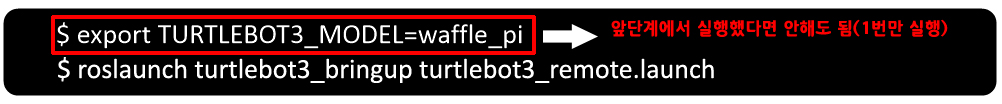 $ export TURTLEBOT3_MODEL=waffle_pi
앞단계에서 실행했다면 안해도 됨(1번만 실행)
$ roslaunch turtlebot3_bringup turtlebot3_remote.launch